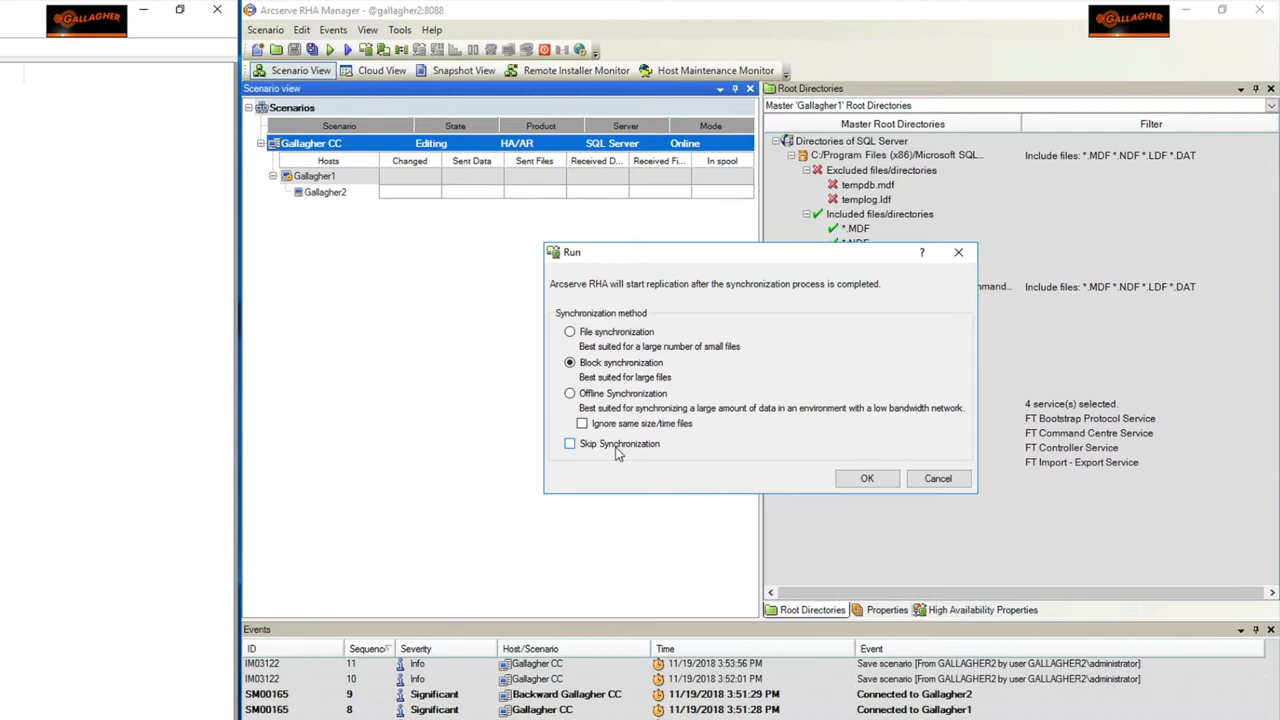 GALLAGHER
Arcserve RHA Manager - @gallagher2:8088
GALLAGHER
Scenario Edit Events View Tools Help
Scenario View Cloud View Snapshot View Remote Installer Monitor Host Maintenance Monitor
Scenario view
Scenarios
Scenario State Product Server Mode
Gallagher CC Editing HA/AR SQL Server Online
Hosts Changed Sent Data Sent Files Received D... Received Fi... In spool
Gallagher1
Gallagher2
Root Directories
Master 'Gallagher1' Root Directories
Master Root Directories Filter
Directories of SQL Server
C:/Program Files (x86)/Microsoft SQL... Include files: *.MDF *.NDF *.LDF *.DAT
Excluded files/directories
tempdb.mdf
templog.ldf
Included files/directories
*.MDF
mmand... Include files: *.MDF *.NDF *.LDF *.DAT
4 service(s) selected.
FT Bootstrap Protocol Service
FT Command Centre Service
FT Controller Service
FT Import - Export Service
Run
?
Arcserve RHA will start replication after the synchronization process is completed.
Synchronization method
File synchronization
Best suited for a large number of small files
Block synchronization
Best suited for large files
Offline Synchronization
Best suited for synchronizing a large amount of data in an environment with a low bandwidth network.
Ignore same size/time files
Skip Synchronization
OK Cancel
Root Directories Properties High Availability Properties
Events
ID Sequenc Severity Host/Scenario Time Event
IM03122 11 Info Gallagher CC 11/19/2018 3:53:56 PM Save scenario [From GALLAGHER2 by user GALLAGHER2\administrator]
IM03122 10 Info Gallagher CC 11/19/2018 3:52:01 PM Save scenario [From GALLAGHER2 by user GALLAGHER2\administrator]
SM00165 9 Significant Backward Gallagher CC 11/19/2018 3:51:29 PM Connected to Gallagher2
SM00165 8 Significant Gallagher CC 11/19/2018 3:51:28 PM Connected to Gallagher1